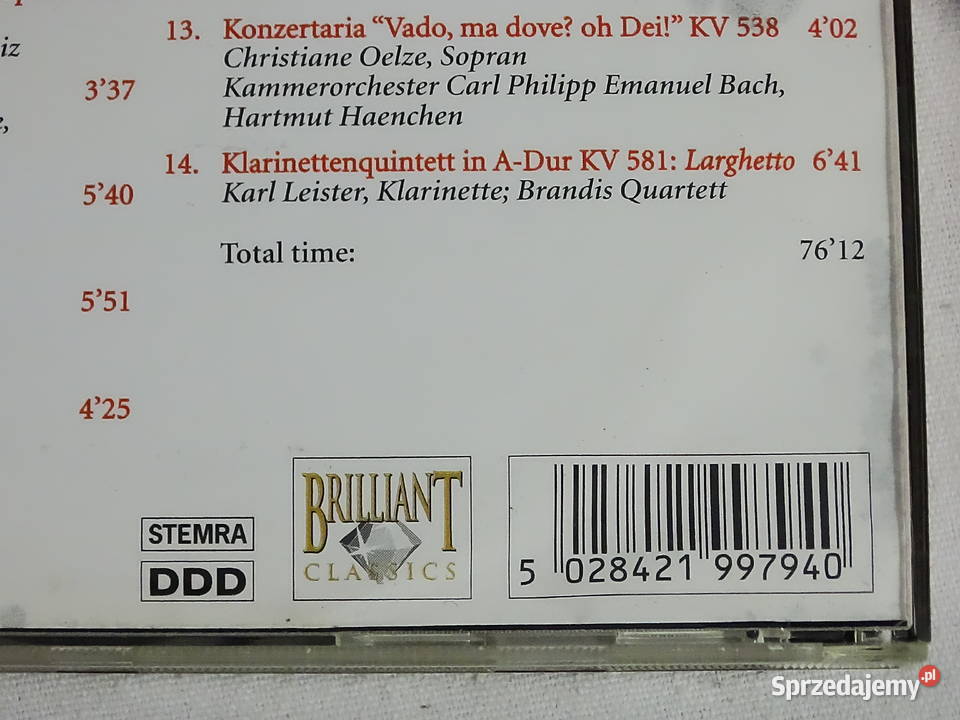 iz
3’37
e,
5’40
5’51
4’25
13. Konzertaria “Vado, ma dove? oh Dei!” KV 538 4’02
Christiane Oelze, Sopran
Kammerorchester Carl Philipp Emanuel Bach,
Hartmut Haenchen
14. Klarinettenquintett in A-Dur KV 581: Larghetto 6’41
Karl Leister, Klarinette; Brandis Quartett
Total time: 76’12
STEMRA
DDD
BRILLIANT
CLASSICS
5 028421 997940
Sprzedajemy.pl